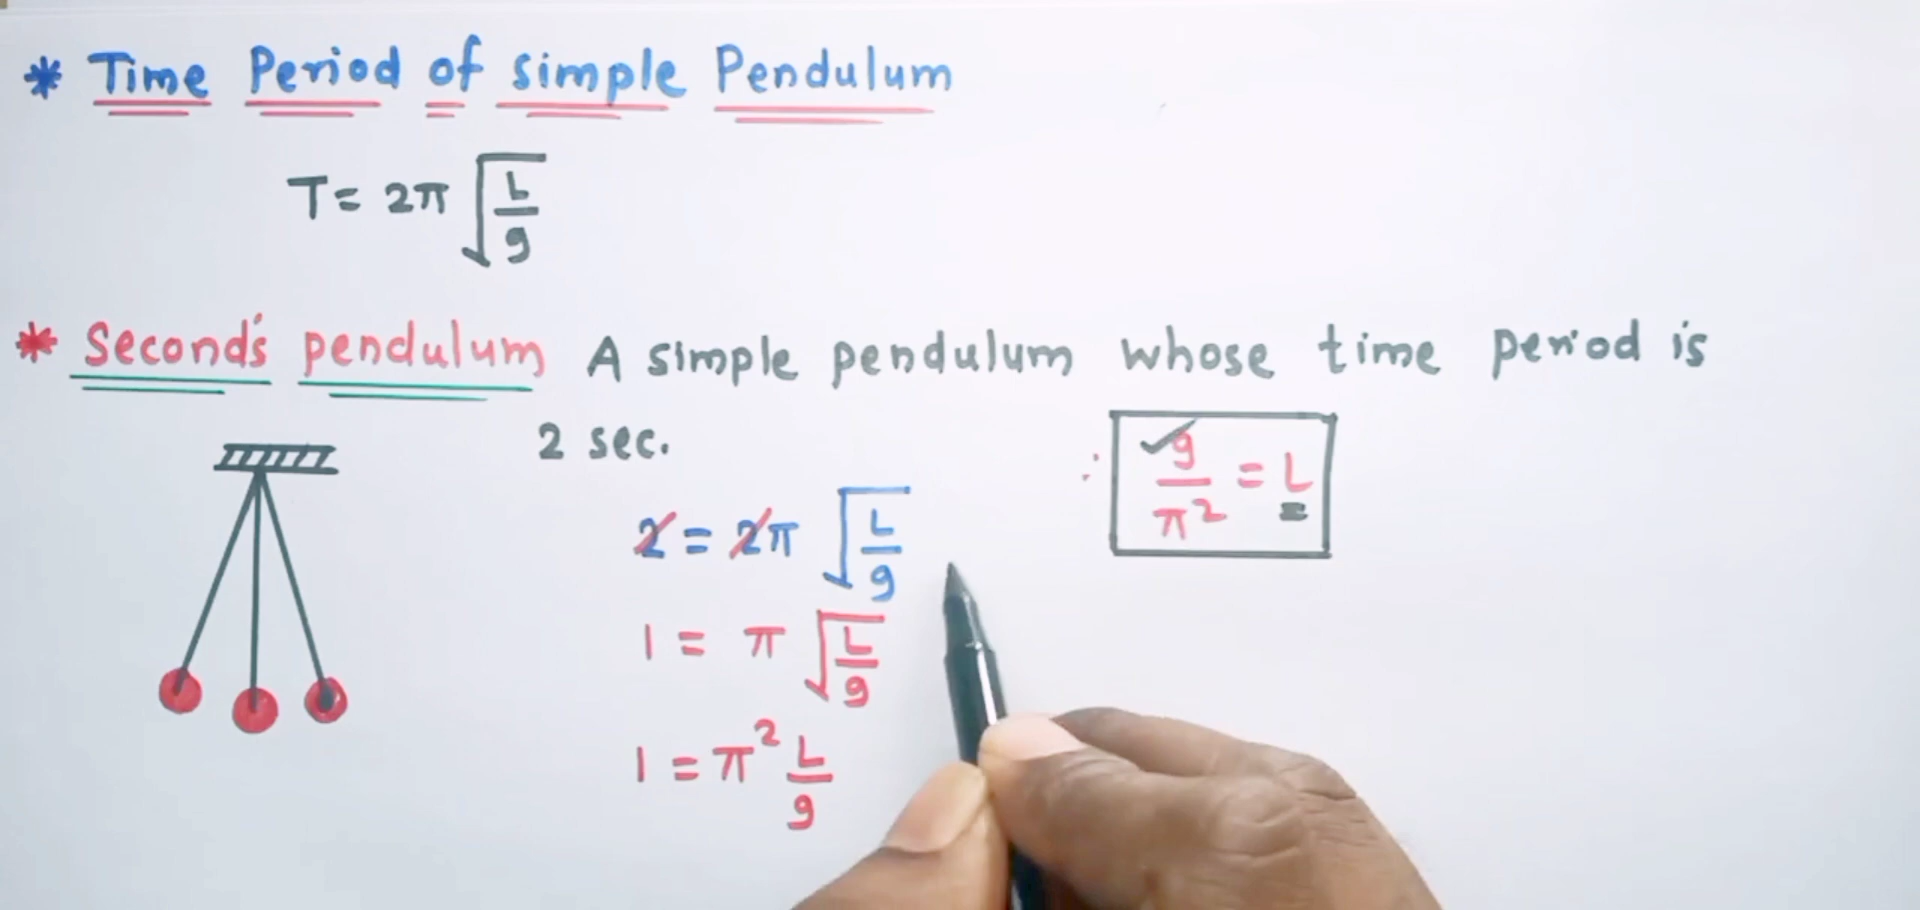 * Time Period of simple Pendulum
T = 2π √(L/g)
* Second's pendulum A simple pendulum whose time period is
2 sec.
2 = 2π √(L/g)
1 = π √(L/g)
1 = π² L/g
∴ g/π² = L